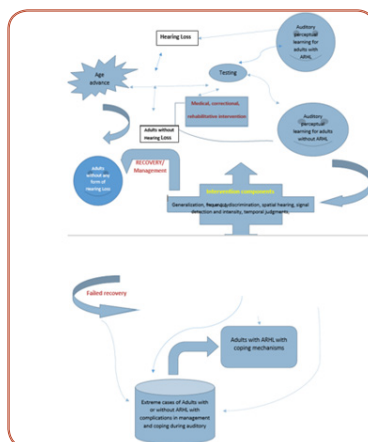 Hearing Loss
Auditory
perceptual
learning for
adults with
ARHL
Age
advance
Testing
Medical, correctional,
rehabilitative intervention
Adults without
Hearing Loss
Auditory
perceptual
learning for
adults without
ARHL
RECOVERY/
Management
Adults
without any
form of
Hearing Loss
Intervention components
Generalization, frequency discrimination, spatial hearing, signal
detection and intensity, temporal judgments,
Failed recovery
Adults with ARHL with
coping mechanisms
Extreme cases of Adults with
or without ARHL with
complications in management
and coping during auditory